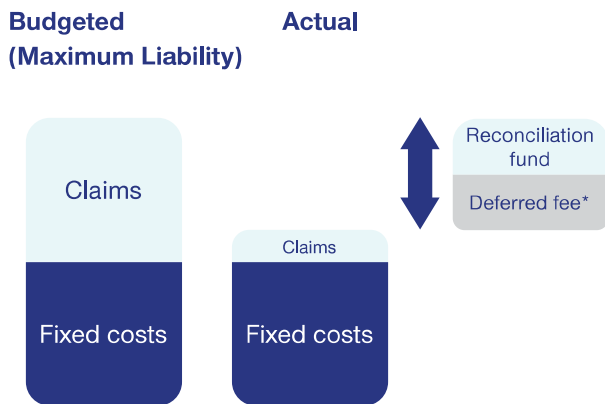 Budgeted
(Maximum Liability)
Actual
Claims
Fixed costs
Claims
Fixed costs
Reconciliation
fund
Deferred fee*